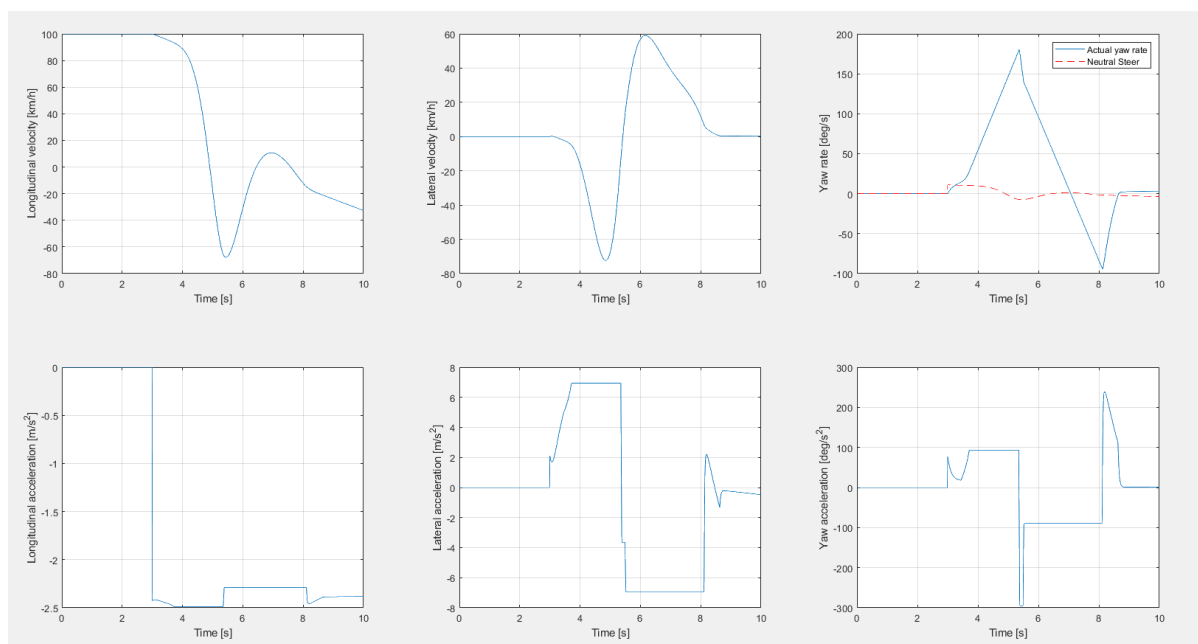 Longitudinal velocity [km/h]
100
80
60
40
20
0
-20
-40
-60
-80
0 2 4 6 8 10
Time [s]
Lateral velocity [km/h]
60
40
20
0
-20
-40
-60
-80
0 2 4 6 8 10
Time [s]
Yaw rate [deg/s]
200
150
100
50
0
-50
-100
0 2 4 6 8 10
Time [s]
Actual yaw rate
Neutral Steer
Longitudinal acceleration [m/s²]
0
-0.5
-1
-1.5
-2
-2.5
0 2 4 6 8 10
Time [s]
Lateral acceleration [m/s²]
8
6
4
2
0
-2
-4
-6
-8
0 2 4 6 8 10
Time [s]
Yaw acceleration [deg/s²]
300
200
100
0
-100
-200
-300
0 2 4 6 8 10
Time [s]